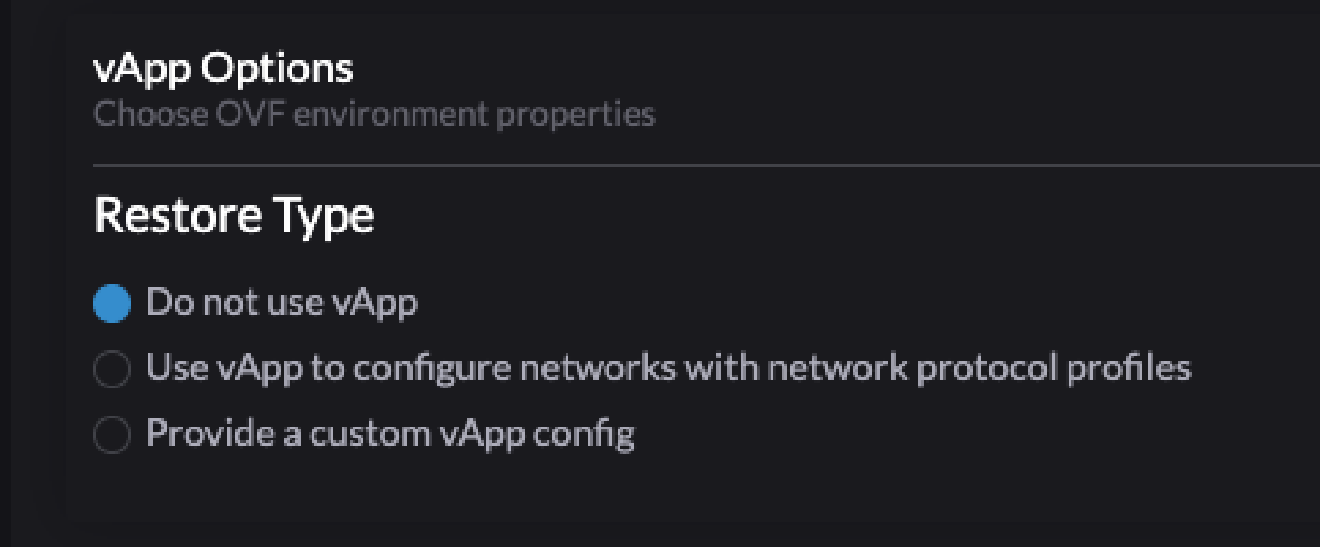 vApp Options
Choose OVF environment properties
Restore Type
Do not use vApp
Use vApp to configure networks with network protocol profiles
Provide a custom vApp config